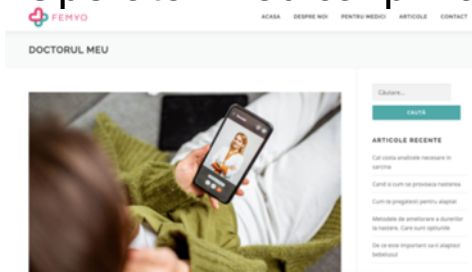 FEMYO
ACASA DESPRE NOI PENTRU MEDICI ARTICOLE CONTACT
DOCTORUL MEU
Căutare...
CAUTĂ
ARTICOLE RECENTE
Cat costa analizele necesare in
sarcina
Cand si cum se provoaca nasterea
Cum te pregatesti pentru alaptat
Metodele de ameliorare a durerilor
la nastere. Care sunt optiunile
De ce este important sa-ti alaptezi
bebelusul